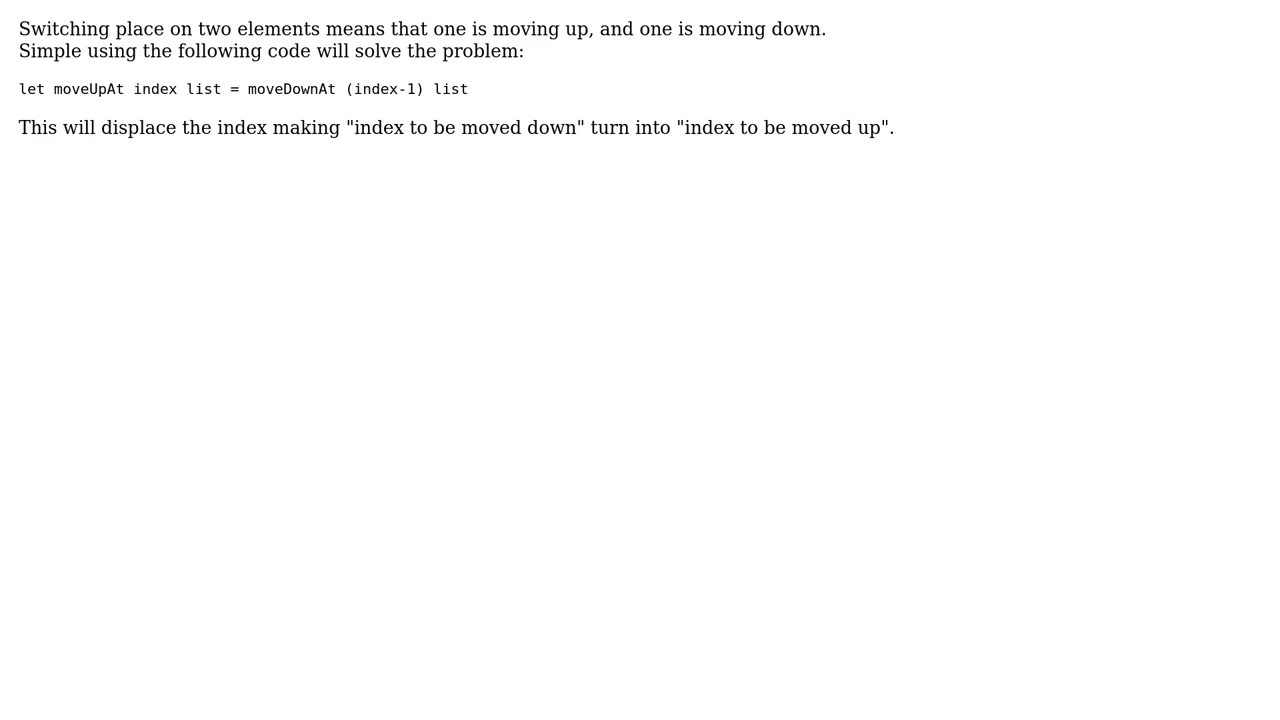 Switching place on two elements means that one is moving up, and one is moving down.
Simple using the following code will solve the problem:
let moveUpAt index list = moveDownAt (index-1) list
This will displace the index making "index to be moved down" turn into "index to be moved up".